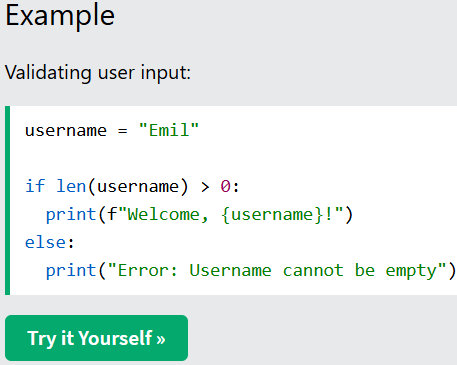 Example
Validating user input:
username = "Emil"
if len(username) > 0:
  print(f"Welcome, {username}!")
else:
  print("Error: Username cannot be empty")
Try it Yourself »